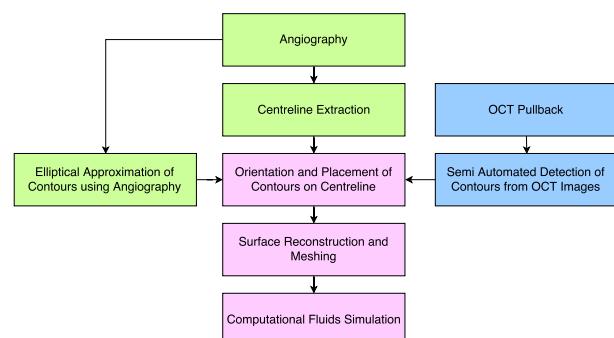 Angiography
Centreline Extraction
OCT Pullback
Elliptical Approximation of
Contours using Angiography
Orientation and Placement of
Contours on Centreline
Semi Automated Detection of
Contours from OCT Images
Surface Reconstruction and
Meshing
Computational Fluids Simulation